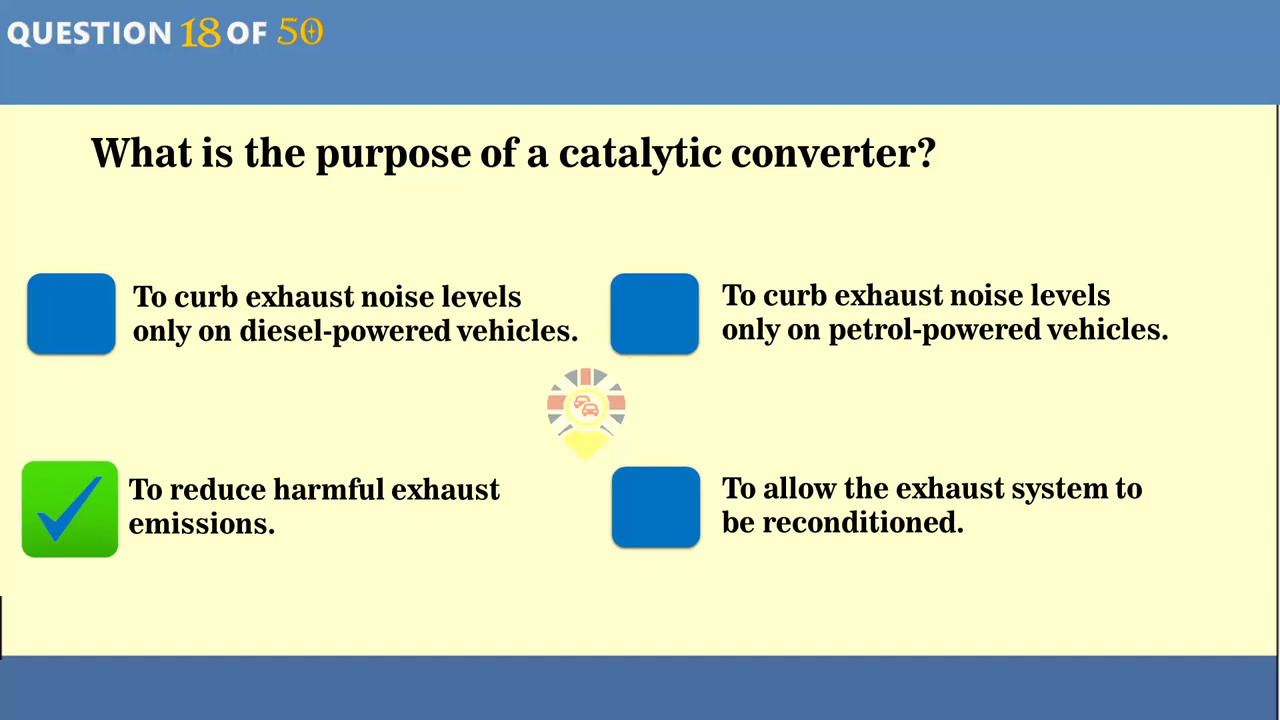 QUESTION 18 OF 50
What is the purpose of a catalytic converter?
To curb exhaust noise levels
only on diesel-powered vehicles.
To curb exhaust noise levels
only on petrol-powered vehicles.
To reduce harmful exhaust
emissions.
To allow the exhaust system to
be reconditioned.